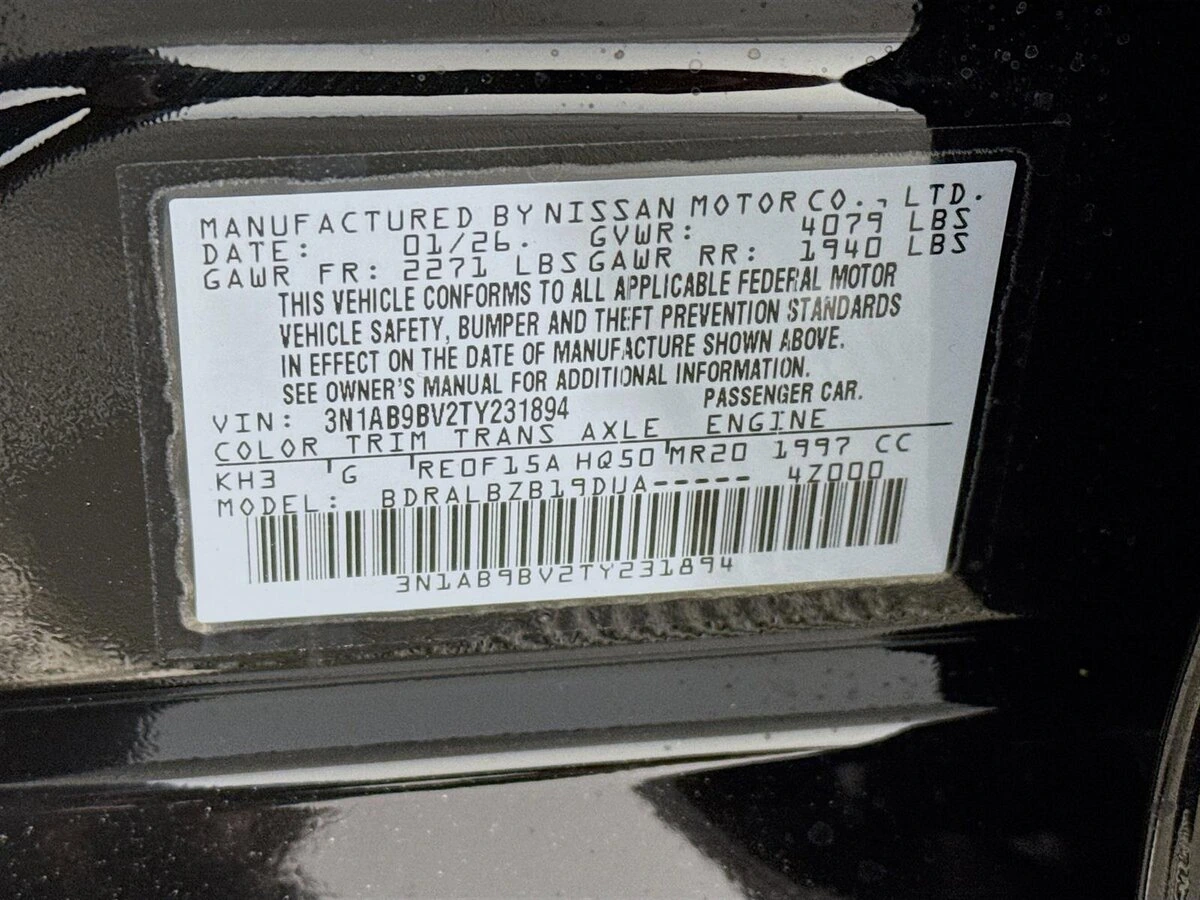 MANUFACTURED BY NISSAN MOTOR CO., LTD.
DATE: 01/26. GVWR: 4079 LBS
GAWR FR: 2271 LBS GAWR RR: 1940 LBS
THIS VEHICLE CONFORMS TO ALL APPLICABLE FEDERAL MOTOR
VEHICLE SAFETY, BUMPER AND THEFT PREVENTION STANDARDS
IN EFFECT ON THE DATE OF MANUFACTURE SHOWN ABOVE.
SEE OWNER'S MANUAL FOR ADDITIONAL INFORMATION.
VIN: 3N1AB9BV2TY231894 PASSENGER CAR.
COLOR TRIM TRANS AXLE ENGINE
KH3 G RE0F15A HQ50 MR20 1997 CC
MODEL: BDRALBZB19DUA----- 4Z000
3N1AB9BV2TY231894